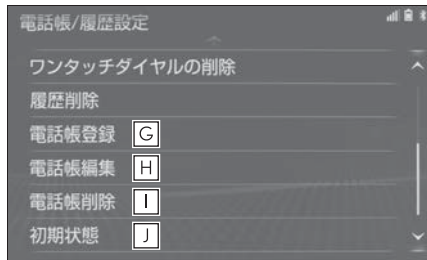 電話帳/履歴設定
ワンタッチダイヤルの削除
履歴削除
電話帳登録 G
電話帳編集 H
電話帳削除 I
初期状態 J